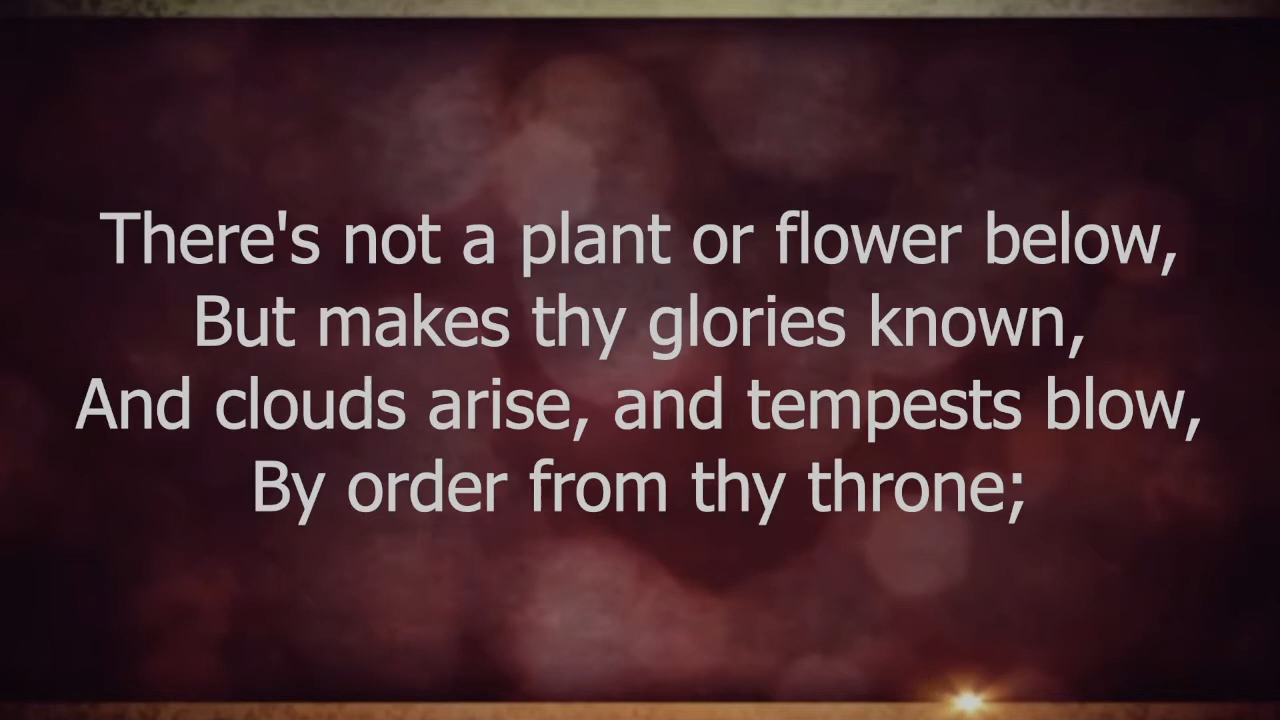 There's not a plant or flower below,
But makes thy glories known,
And clouds arise, and tempests blow,
By order from thy throne;